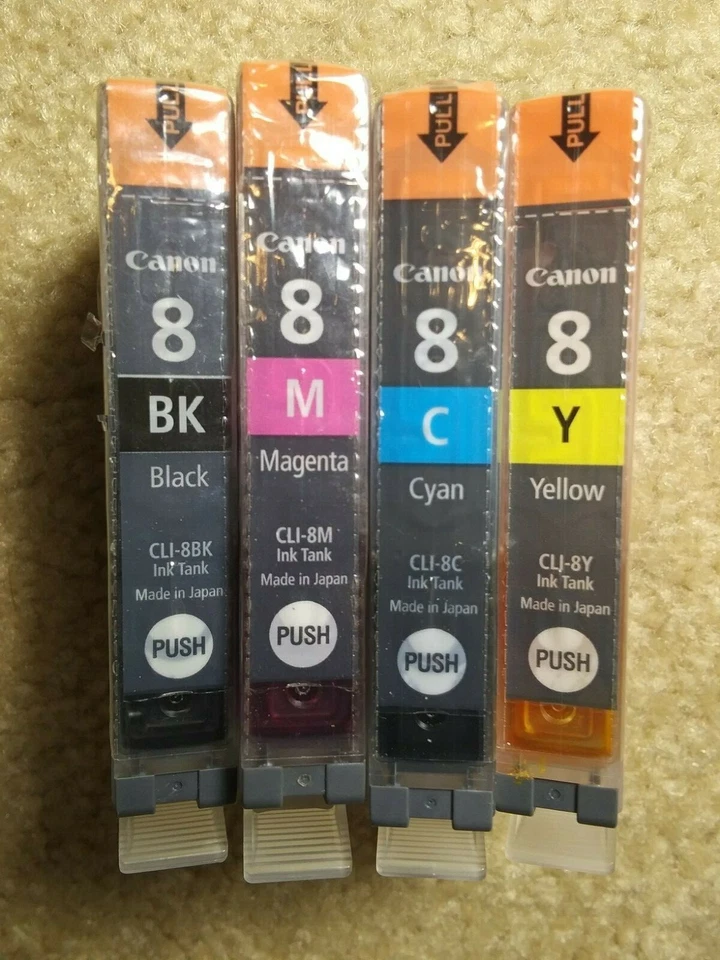 PULL
Canon
8
BK
Black
CLI-8BK
Ink Tank
Made in Japan
PUSH
PULL
Canon
8
M
Magenta
CLI-8M
Ink Tank
Made in Japan
PUSH
PULL
Canon
8
C
Cyan
CLI-8C
Ink Tank
Made in Japan
PUSH
PULL
Canon
8
Y
Yellow
CLI-8Y
Ink Tank
Made in Japan
PUSH